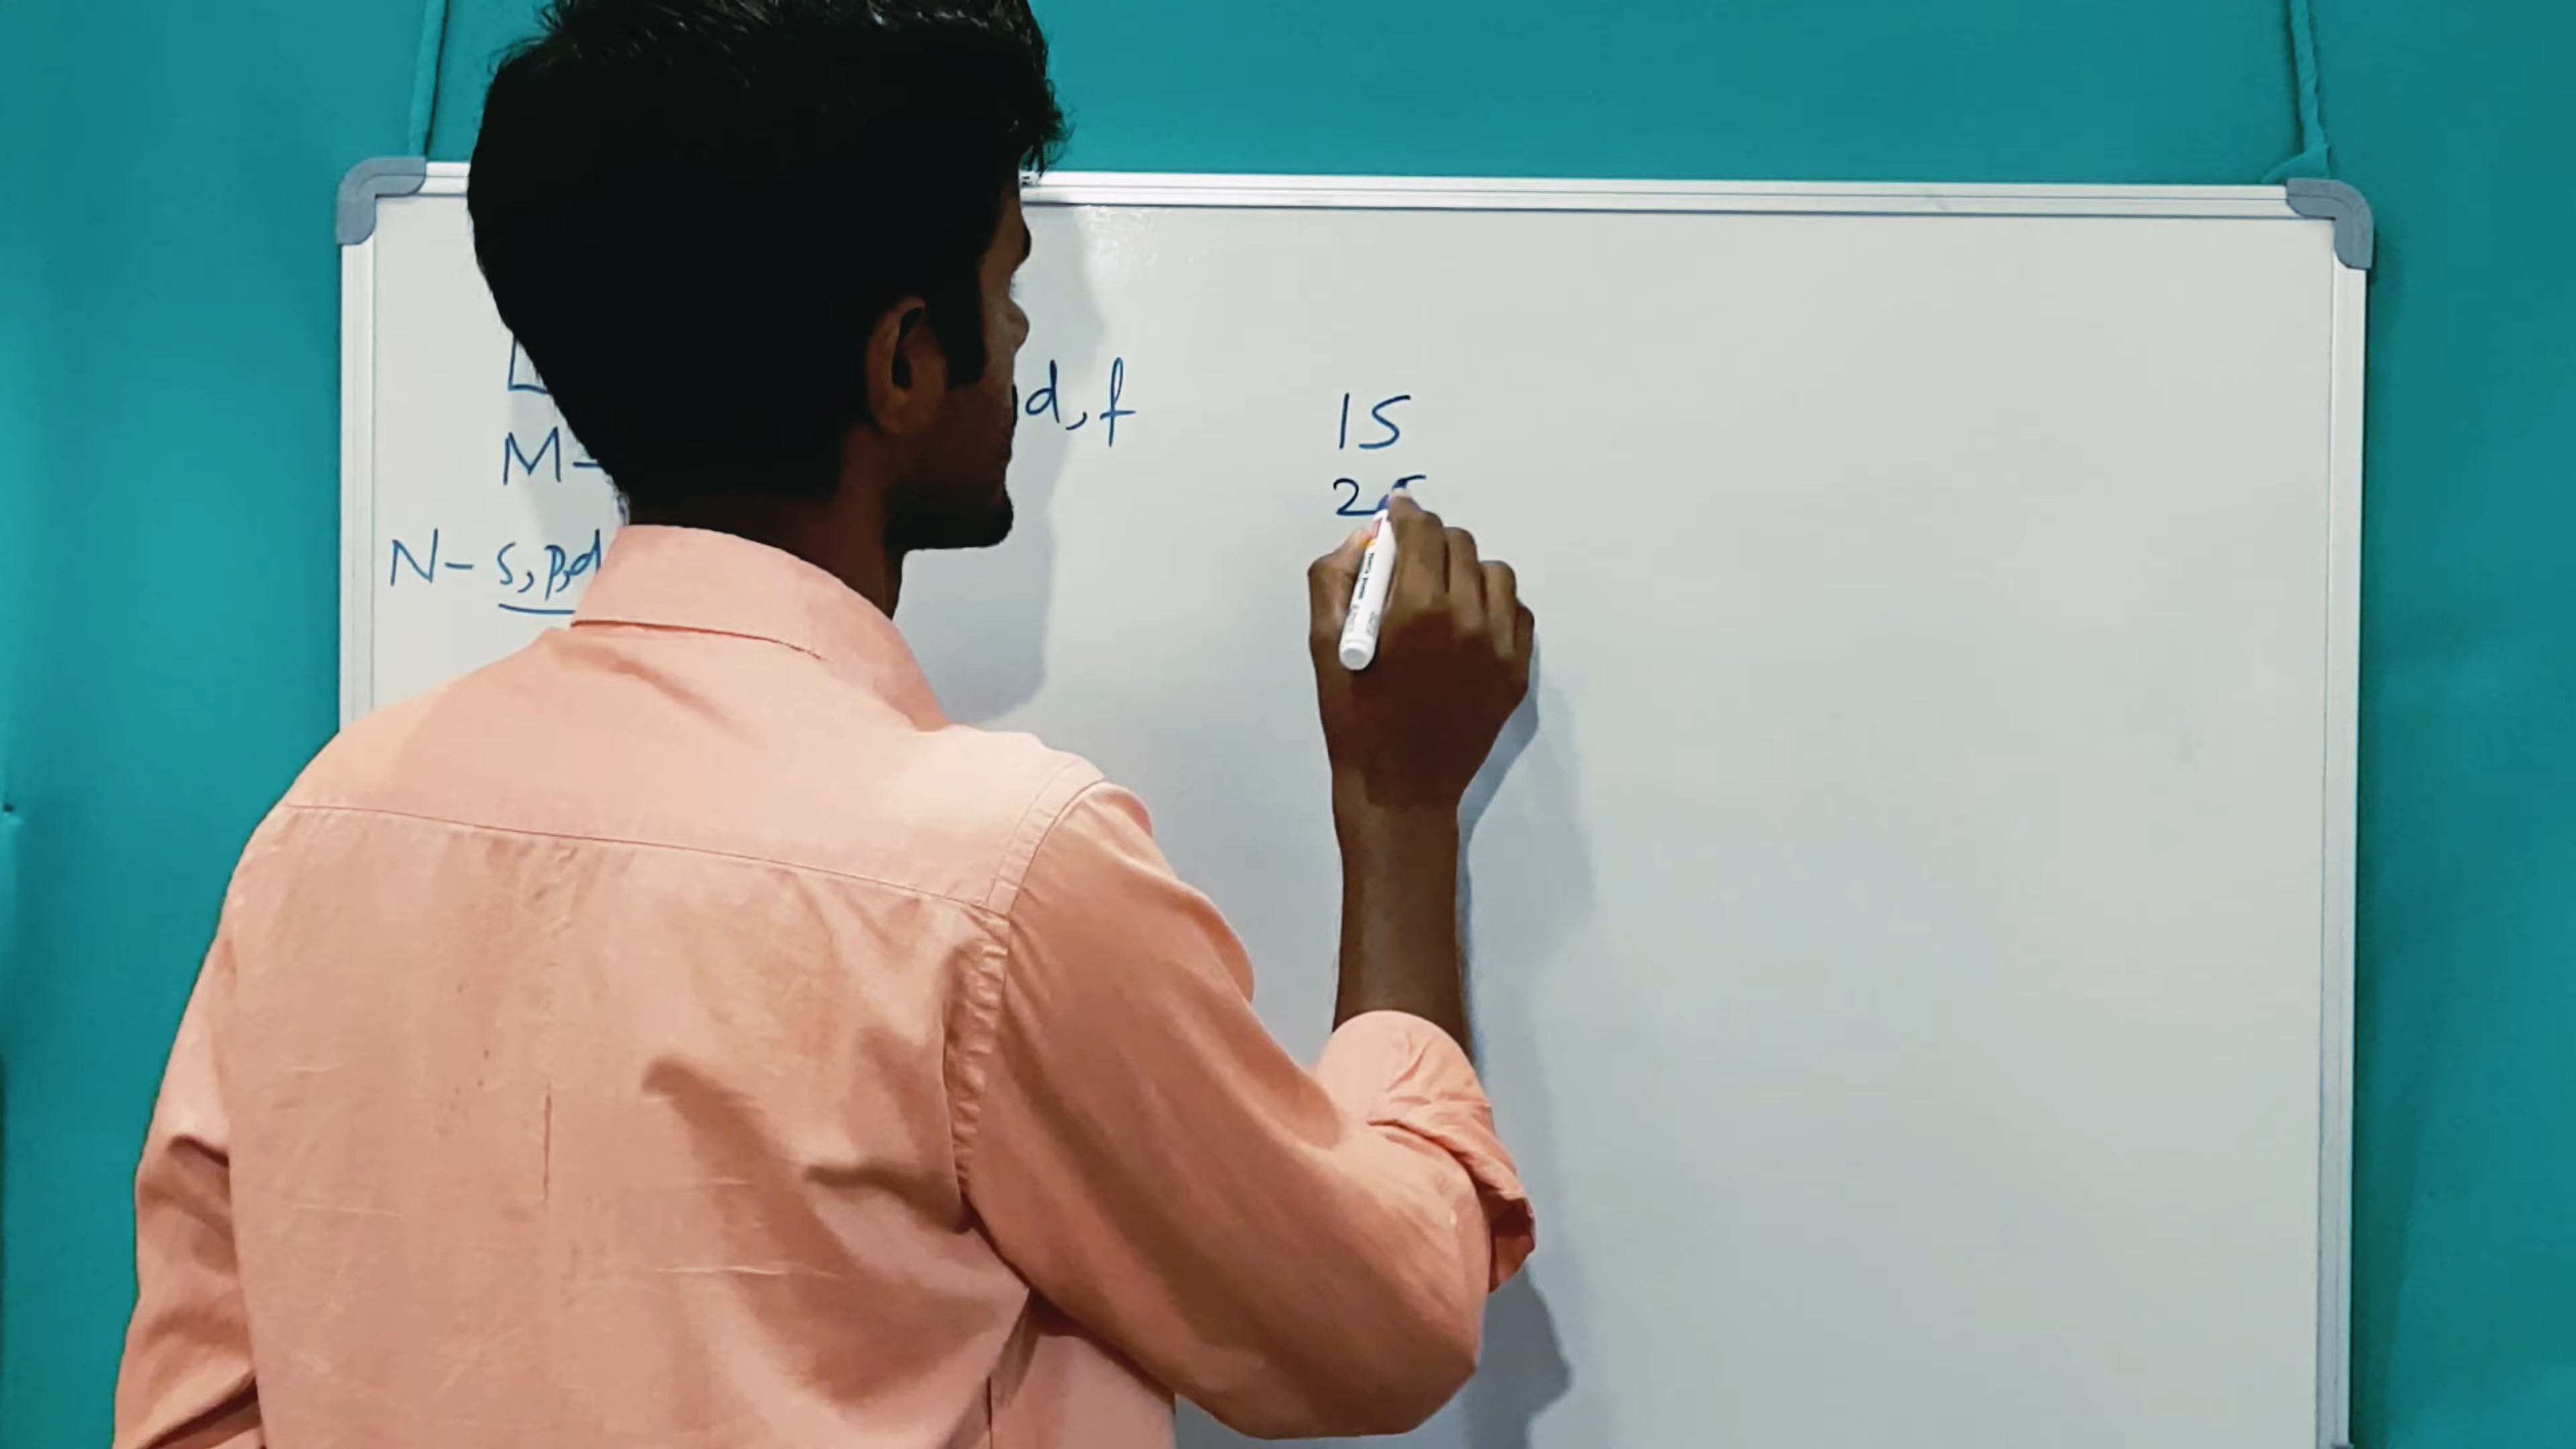 L
d, f
M-
N- s, p, d
1S
2S